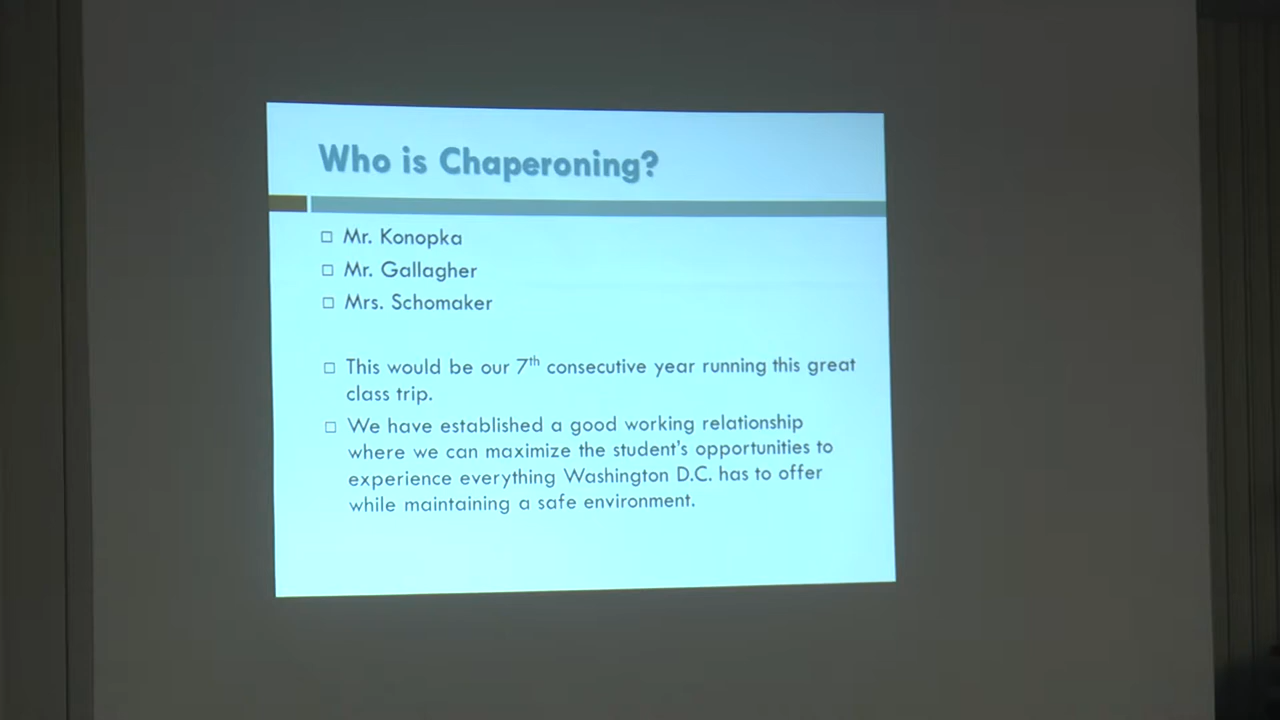 Who is Chaperoning?
Mr. Konopka
Mr. Gallagher
Mrs. Schomaker
This would be our 7th consecutive year running this great
class trip.
We have established a good working relationship
where we can maximize the student's opportunities to
experience everything Washington D.C. has to offer
while maintaining a safe environment.